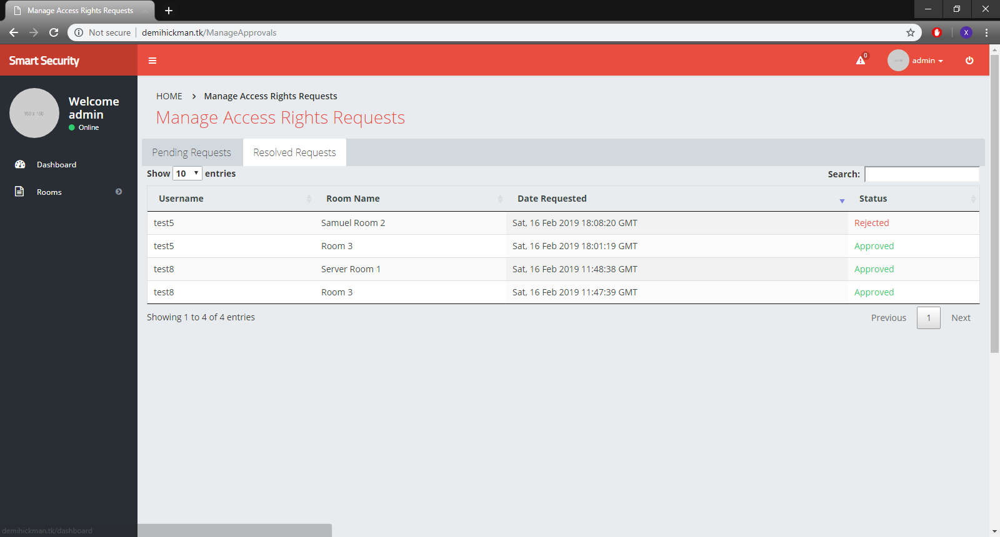 Manage Access Rights Requests
Not secure demihickman.tk/ManageApprovals
X
Smart Security
0
admin
150 x 150
Welcome
admin
Online
Dashboard
Rooms
HOME > Manage Access Rights Requests
Manage Access Rights Requests
Pending Requests Resolved Requests
Show 10 entries Search:
Username Room Name Date Requested Status
test5 Samuel Room 2 Sat, 16 Feb 2019 18:08:20 GMT Rejected
test5 Room 3 Sat, 16 Feb 2019 18:01:19 GMT Approved
test8 Server Room 1 Sat, 16 Feb 2019 11:48:38 GMT Approved
test8 Room 3 Sat, 16 Feb 2019 11:47:39 GMT Approved
Showing 1 to 4 of 4 entries Previous 1 Next
demihickman.tk/dashboard